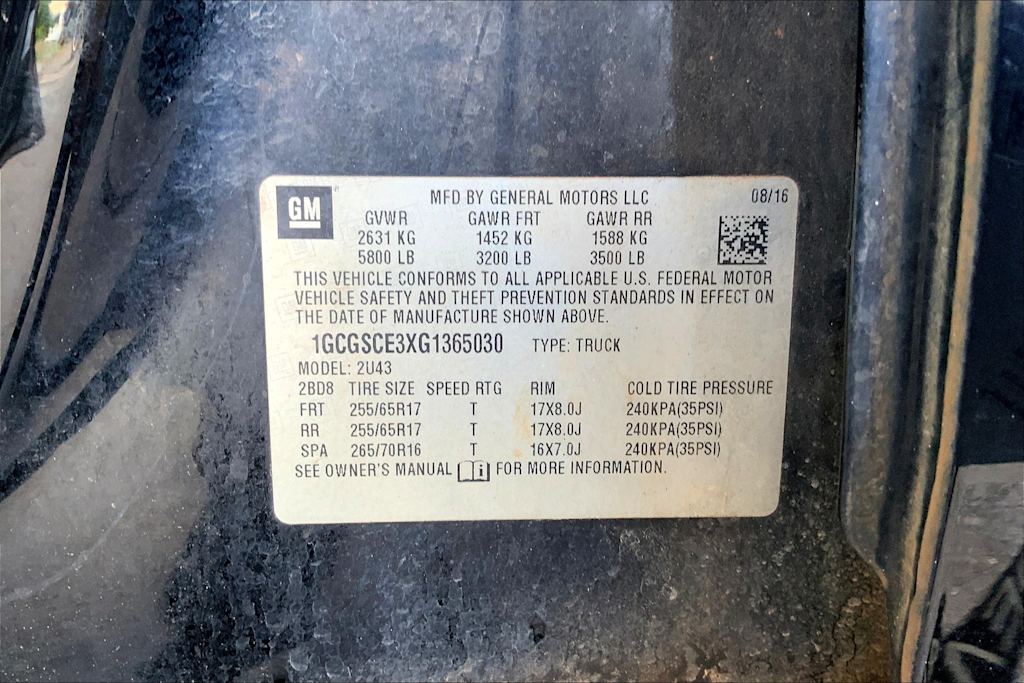 GM MFD BY GENERAL MOTORS LLC 08/16
GVWR GAWR FRT GAWR RR
2631 KG 1452 KG 1588 KG
5800 LB 3200 LB 3500 LB
THIS VEHICLE CONFORMS TO ALL APPLICABLE U.S. FEDERAL MOTOR
VEHICLE SAFETY AND THEFT PREVENTION STANDARDS IN EFFECT ON
THE DATE OF MANUFACTURE SHOWN ABOVE.
1GCGSCE3XG1365030 TYPE: TRUCK
MODEL: 2U43
2BD8 TIRE SIZE SPEED RTG RIM COLD TIRE PRESSURE
FRT 255/65R17 T 17X8.0J 240KPA(35PSI)
RR 255/65R17 T 17X8.0J 240KPA(35PSI)
SPA 265/70R16 T 16X7.0J 240KPA(35PSI)
SEE OWNER'S MANUAL i FOR MORE INFORMATION.